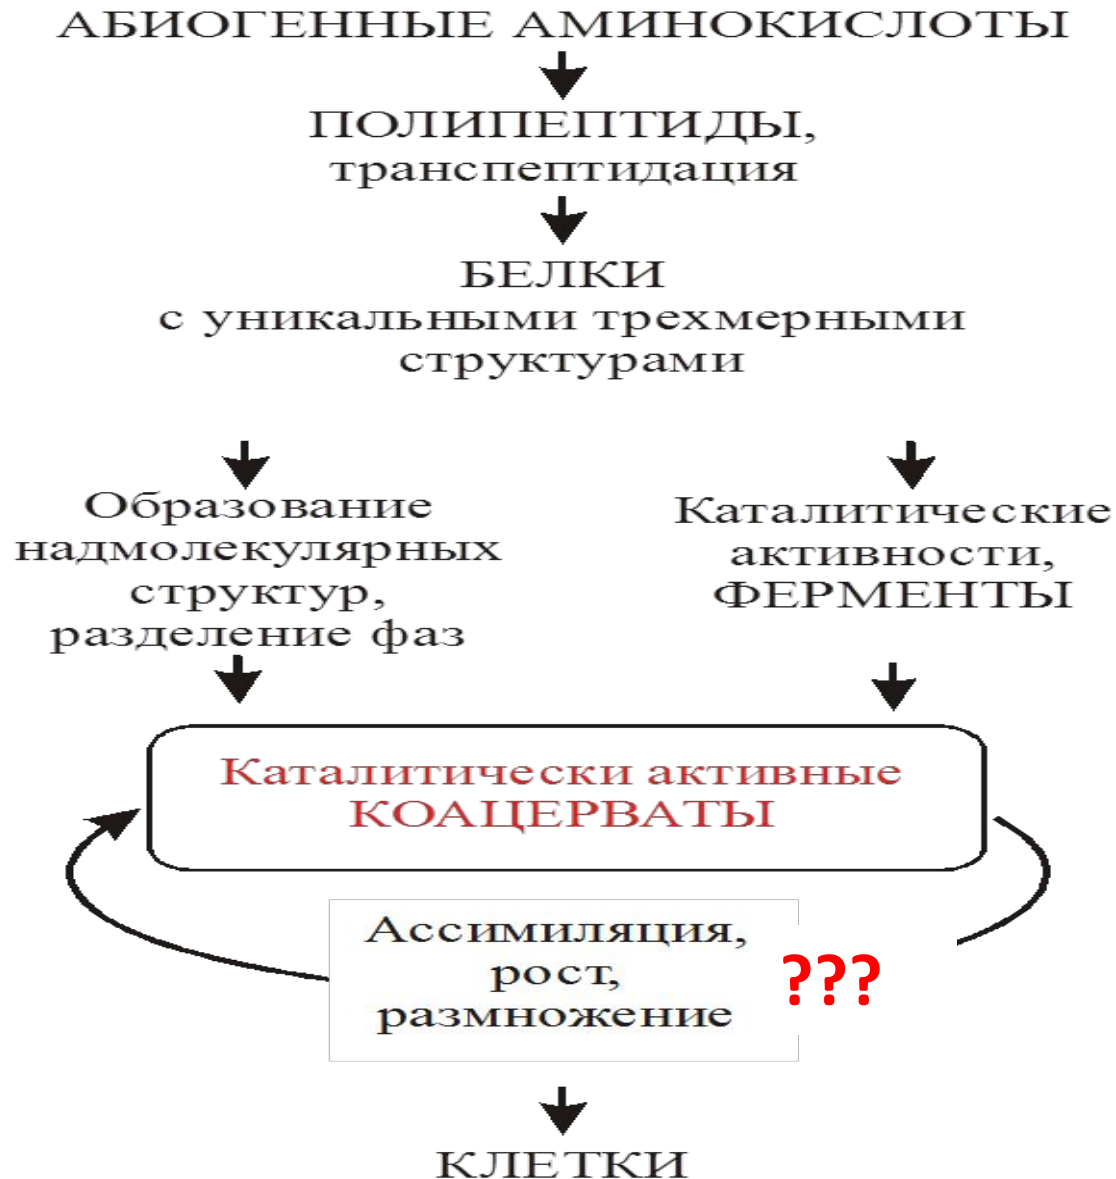 АБИОГЕННЫЕ АМИНОКИСЛОТЫ
ПОЛИПЕПТИДЫ,
транспептидация
БЕЛКИ
с уникальными трехмерными
структурами
Образование
надмолекулярных
структур,
разделение фаз
Каталитические
активности,
ФЕРМЕНТЫ
Каталитически активные
КОАЦЕРВАТЫ
Ассимиляция,
рост,
размножение
???
КЛЕТКИ